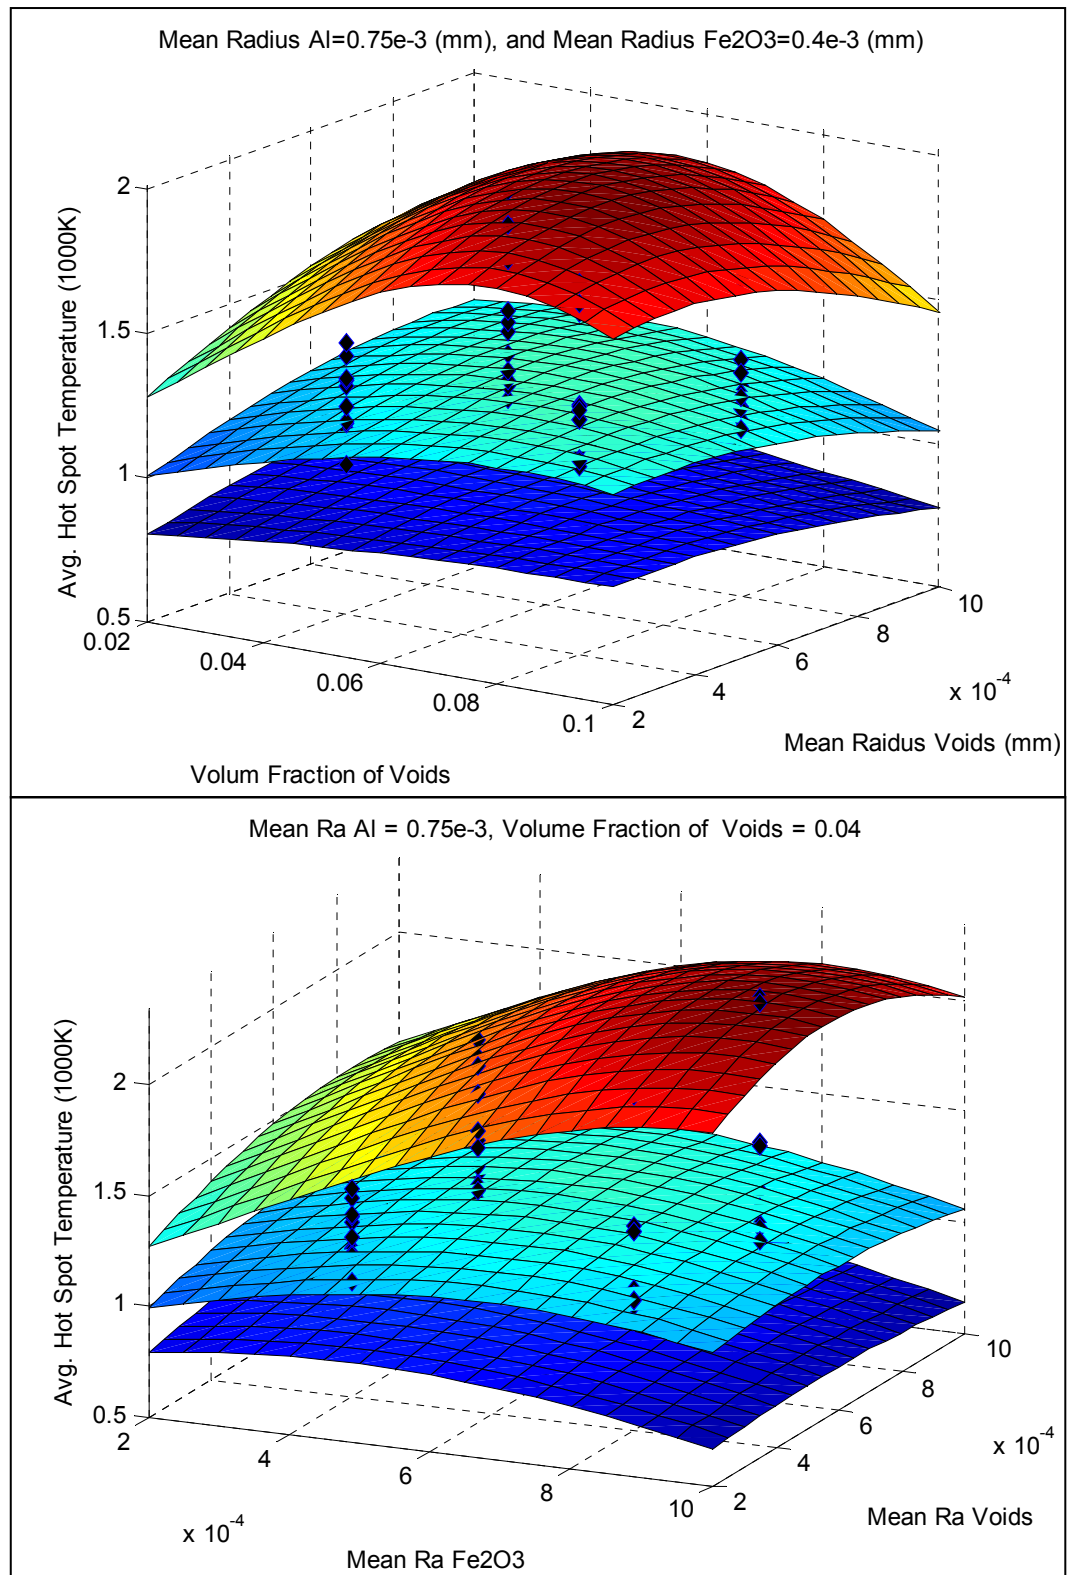 Mean Radius Al=0.75e-3 (mm), and Mean Radius Fe2O3=0.4e-3 (mm)
Avg. Hot Spot Temperature (1000K)
2
1.5
1
0.5
0.02
0.04
0.06
0.08
0.1
2
4
6
8
10
x 10-4
Mean Raidus Voids (mm)
Volum Fraction of Voids
Mean Ra Al = 0.75e-3, Volume Fraction of Voids = 0.04
Avg. Hot Spot Temperature (1000K)
2
1.5
1
0.5
2
4
6
8
10
2
4
6
8
10
x 10-4
x 10-4
Mean Ra Voids
Mean Ra Fe2O3